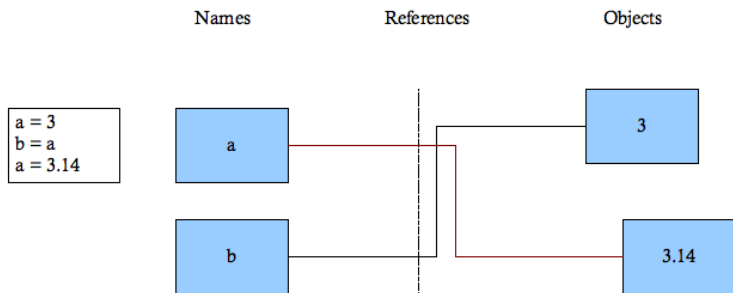 Names References Objects
a = 3
b = a
a = 3.14
a
3
b
3.14